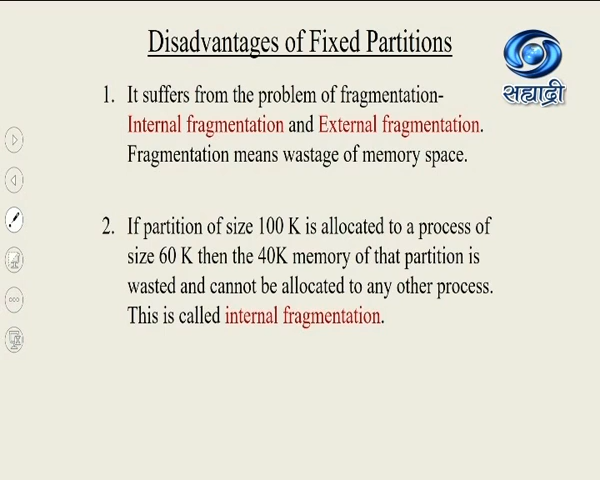 Disadvantages of Fixed Partitions
सह्याद्री
1. It suffers from the problem of fragmentation-
Internal fragmentation and External fragmentation.
Fragmentation means wastage of memory space.
2. If partition of size 100 K is allocated to a process of
size 60 K then the 40K memory of that partition is
wasted and cannot be allocated to any other process.
This is called internal fragmentation.